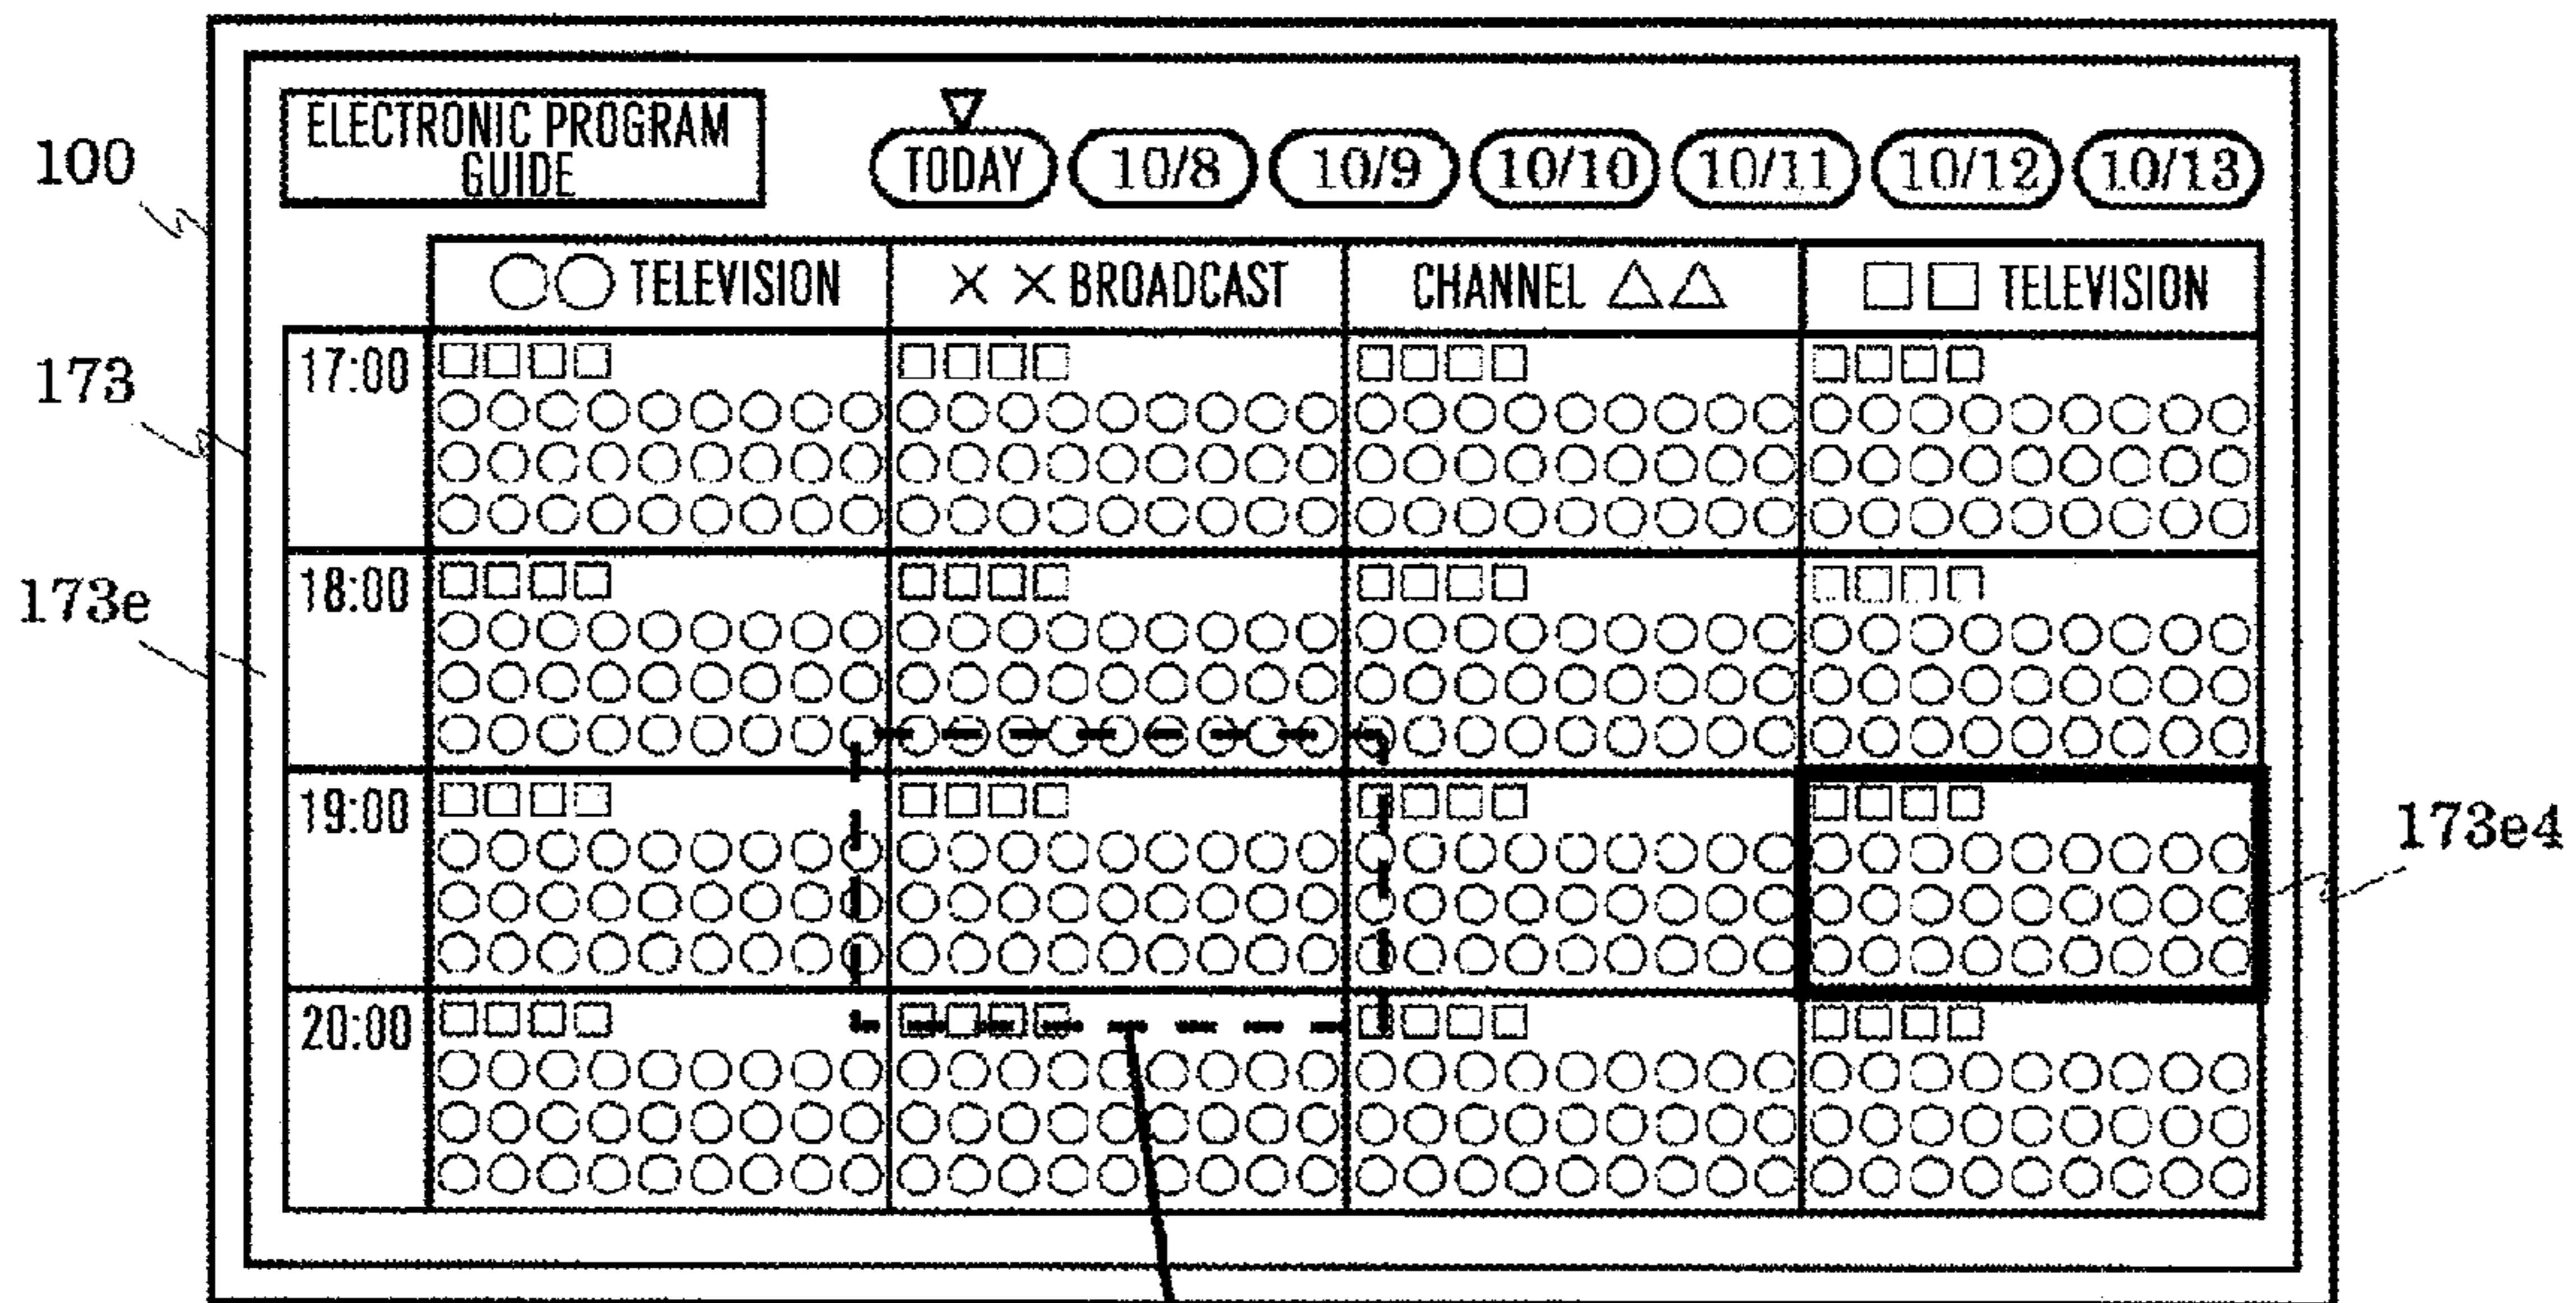 ELECTRONIC PROGRAM
GUIDE
TODAY 10/8 10/9 10/10 10/11 10/12 10/13
100
○○ TELEVISION ××BROADCAST CHANNEL △△ □□ TELEVISION
173
17:00 □□□□ □□□□ □□□□ □□□□
○○○○○○○○○ ○○○○○○○○○ ○○○○○○○○○ ○○○○○○○○○
○○○○○○○○○ ○○○○○○○○○ ○○○○○○○○○ ○○○○○○○○○
○○○○○○○○○ ○○○○○○○○○ ○○○○○○○○○ ○○○○○○○○○
173e
18:00 □□□□ □□□□ □□□□ □□□□
○○○○○○○○○ ○○○○○○○○○ ○○○○○○○○○ ○○○○○○○○○
○○○○○○○○○ ○○○○○○○○○ ○○○○○○○○○ ○○○○○○○○○
○○○○○○○○○ ○○○○○○○○○ ○○○○○○○○○ ○○○○○○○○○
19:00 □□□□ □□□□ □□□□ □□□□
○○○○○○○○○ ○○○○○○○○○ ○○○○○○○○○ ○○○○○○○○○
○○○○○○○○○ ○○○○○○○○○ ○○○○○○○○○ ○○○○○○○○○
○○○○○○○○○ ○○○○○○○○○ ○○○○○○○○○ ○○○○○○○○○
173e4
20:00 □□□□ □□□□ □□□□ □□□□
○○○○○○○○○ ○○○○○○○○○ ○○○○○○○○○ ○○○○○○○○○
○○○○○○○○○ ○○○○○○○○○ ○○○○○○○○○ ○○○○○○○○○
○○○○○○○○○ ○○○○○○○○○ ○○○○○○○○○ ○○○○○○○○○